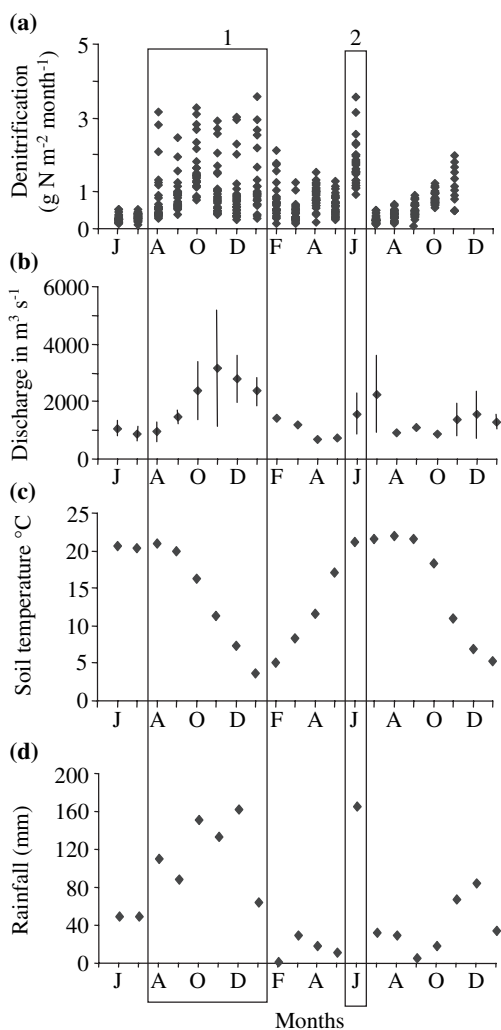 (a)
1
2
Denitrification
(g N m⁻² month⁻¹)
5
3
1
0
J A O D F A J A O D
(b)
Discharge in m³ s⁻¹
6000
4000
2000
0
J A O D F A J A O D
(c)
Soil temperature °C
25
20
15
10
5
0
J A O D F A J A O D
(d)
Rainfall (mm)
200
160
120
80
40
0
J A O D F A J A O D
Months